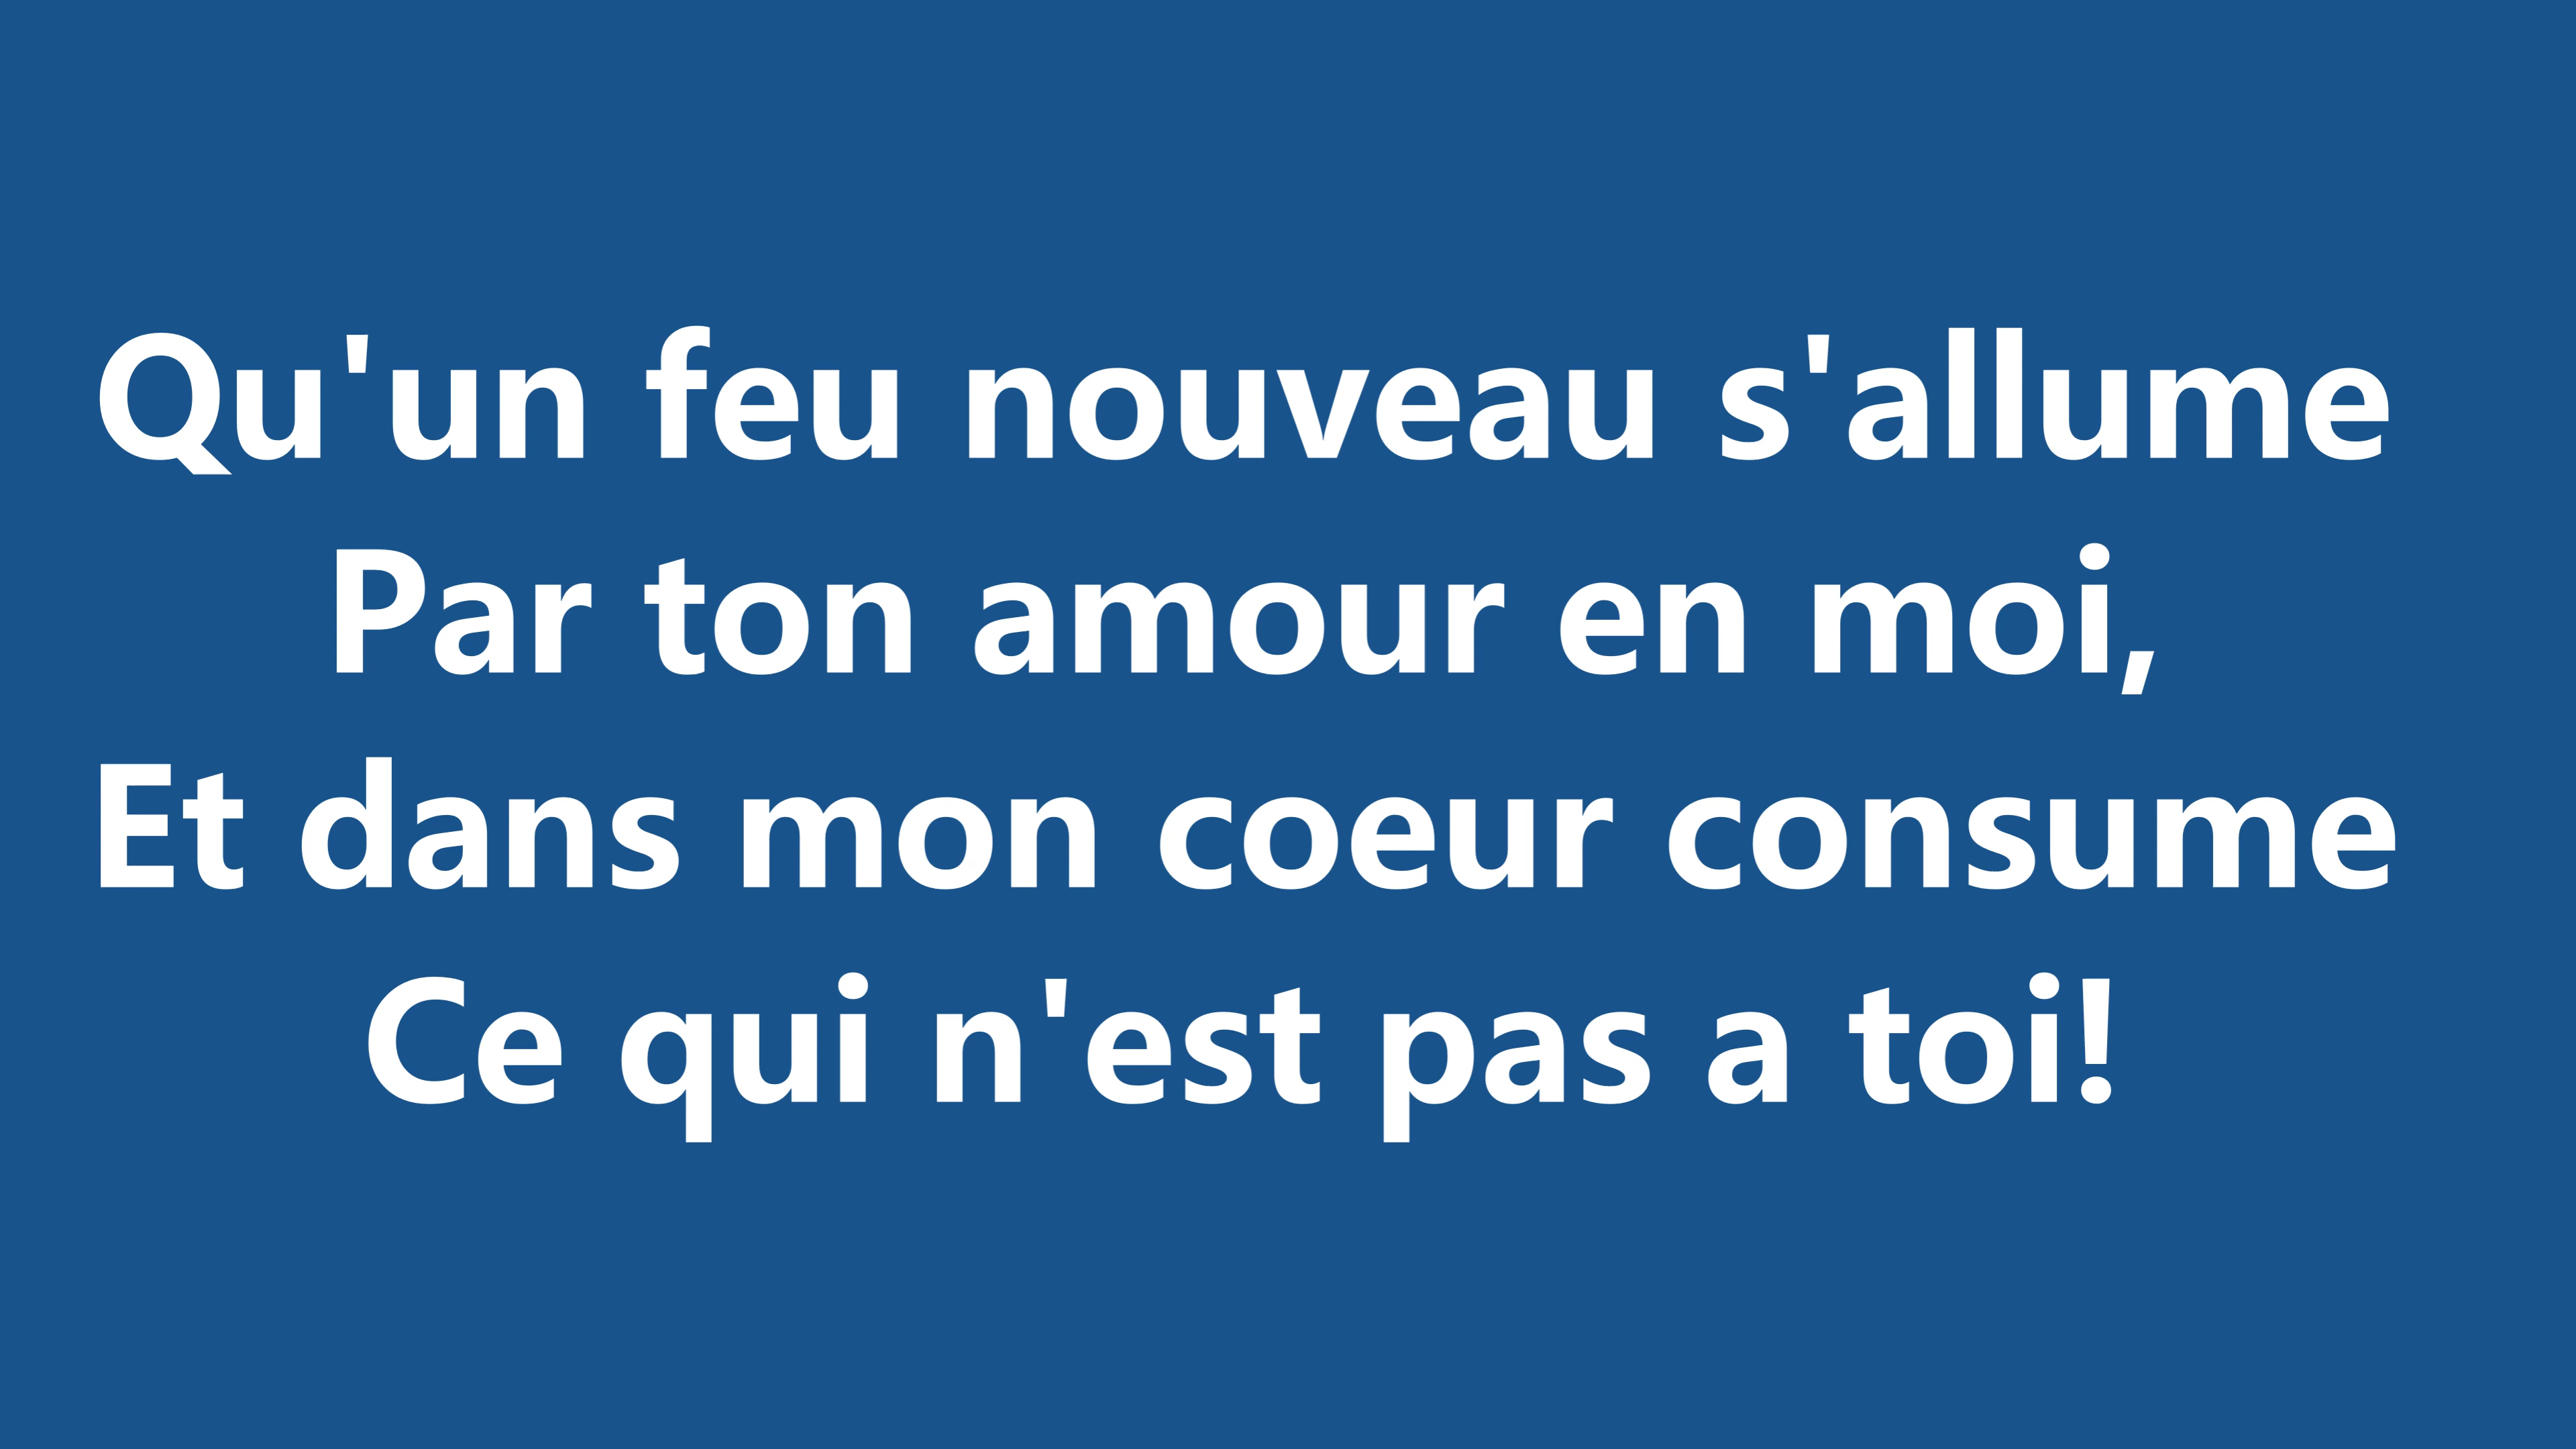 Qu'un feu nouveau s'allume
Par ton amour en moi,
Et dans mon coeur consume
Ce qui n'est pas a toi!